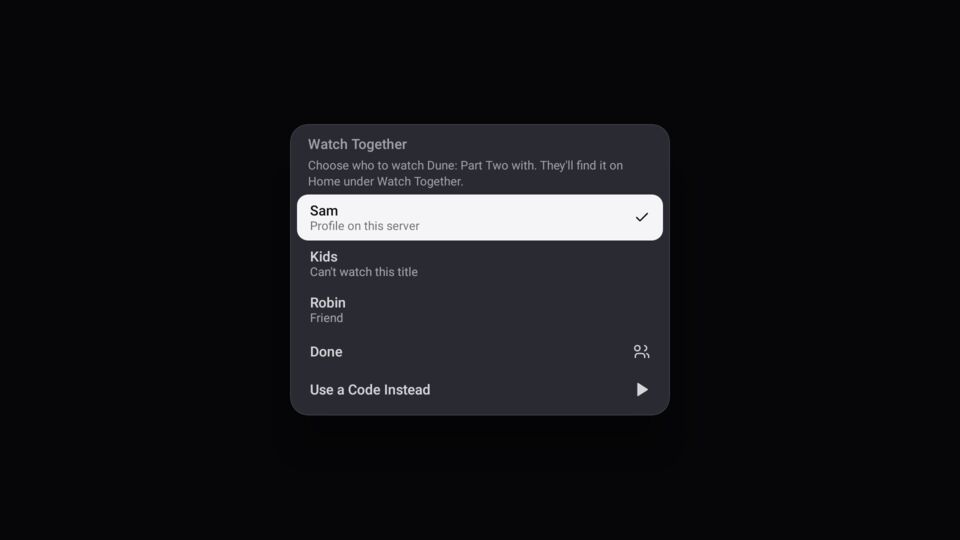 Watch Together
Choose who to watch Dune: Part Two with. They'll find it on
Home under Watch Together.
Sam
Profile on this server
Kids
Can't watch this title
Robin
Friend
Done
Use a Code Instead